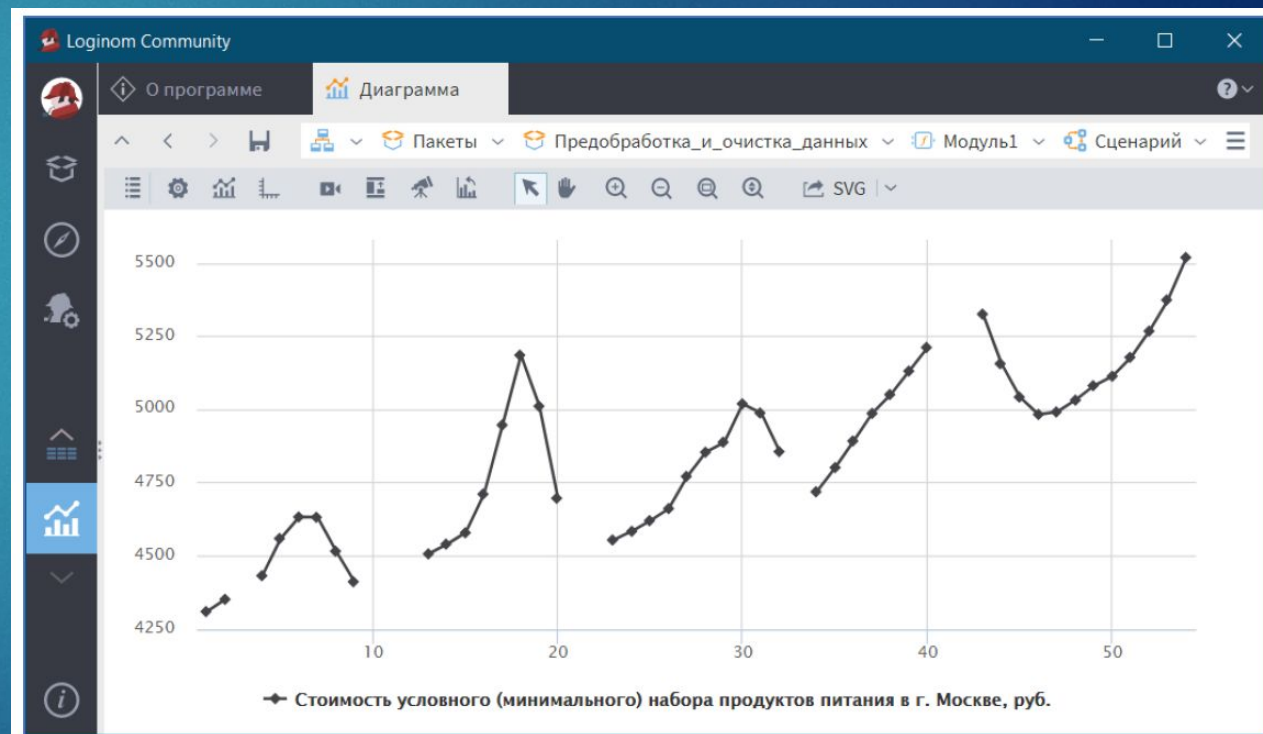 Loginom Community
О программе
Диаграмма
Пакеты Предобработка_и_очистка_данных Модуль1 Сценарий
SVG
5500
5250
5000
4750
4500
4250
10 20 30 40 50
Стоимость условного (минимального) набора продуктов питания в г. Москве, руб.